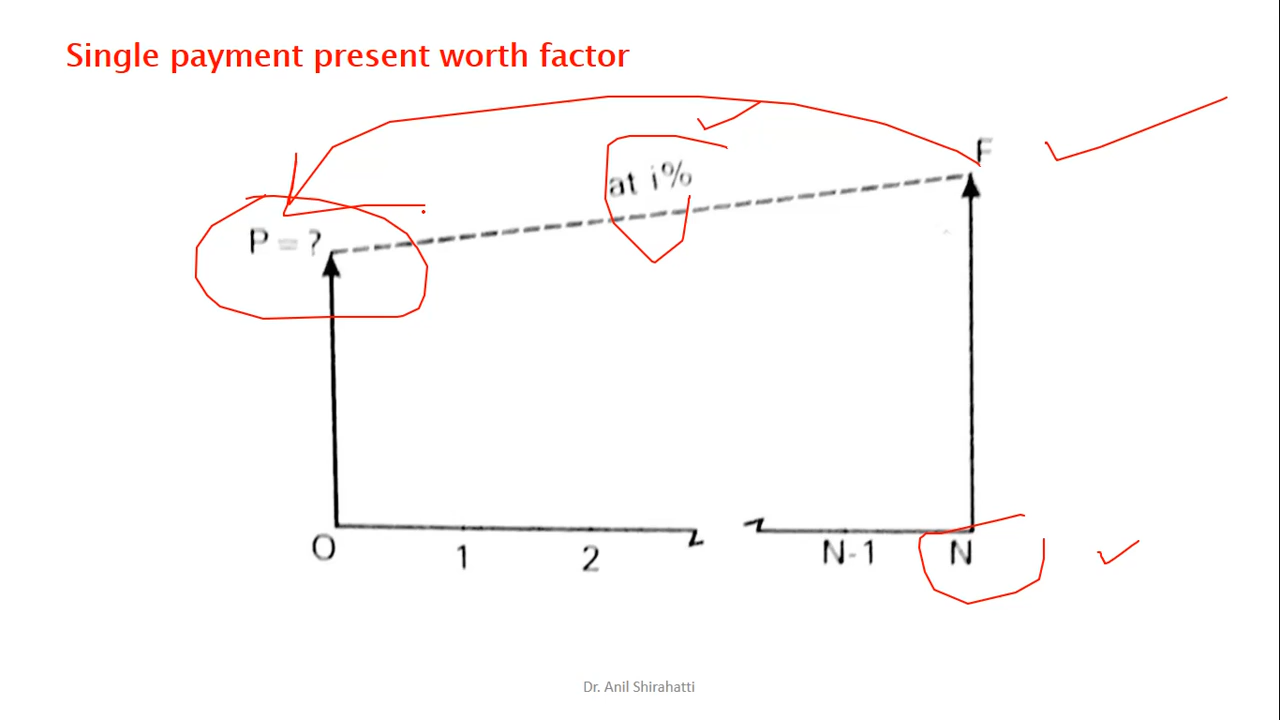 Single payment present worth factor
F
at i%
P = ?
O 1 2 N-1 N
Dr. Anil Shirahatti